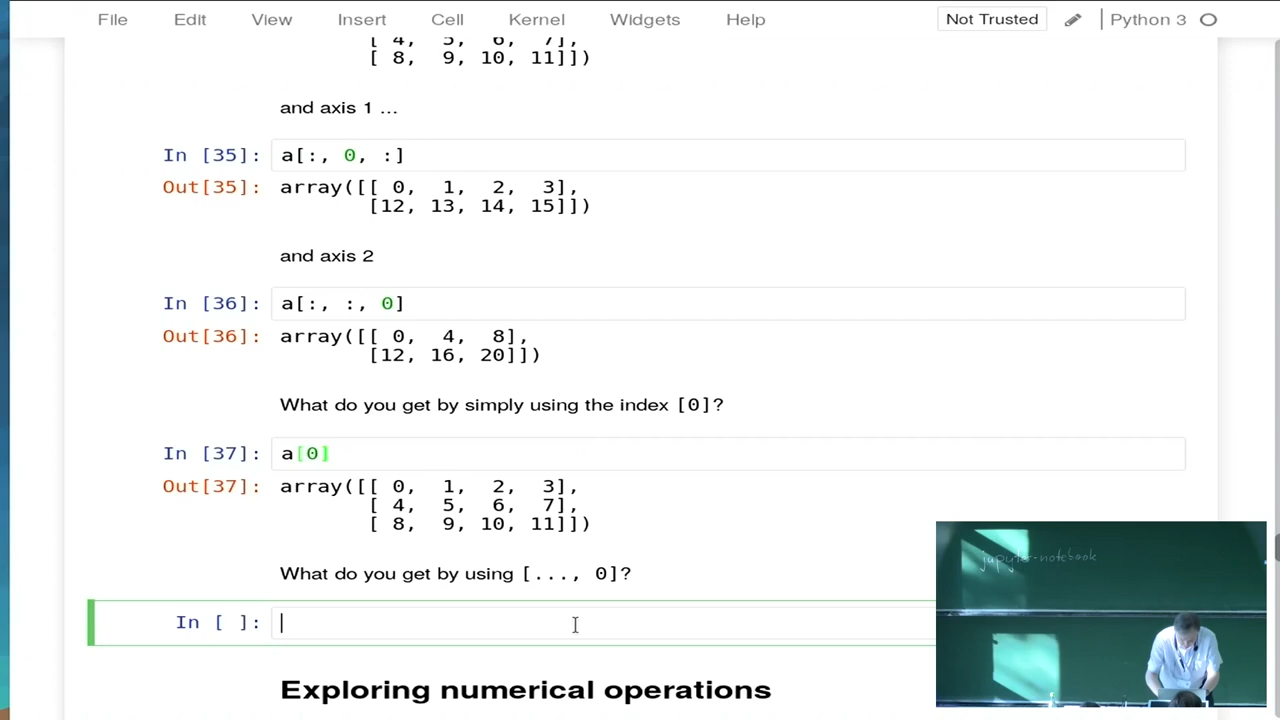 File Edit View Insert Cell Kernel Widgets Help Not Trusted Python 3
[ 4, 5, 6, 7],
[ 8, 9, 10, 11]])
and axis 1 ...
In [35]: a[:, 0, :]
Out[35]: array([[ 0, 1, 2, 3],
[12, 13, 14, 15]])
and axis 2
In [36]: a[:, :, 0]
Out[36]: array([[ 0, 4, 8],
[12, 16, 20]])
What do you get by simply using the index [0]?
In [37]: a[0]
Out[37]: array([[ 0, 1, 2, 3],
[ 4, 5, 6, 7],
[ 8, 9, 10, 11]])
What do you get by using [..., 0]?
In [ ]:
Exploring numerical operations
jupyter-notebook